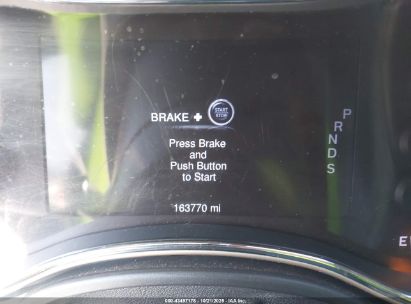 BRAKE + START STOP
Press Brake
and
Push Button
to Start
163770 mi
P
R
N
D
S
E